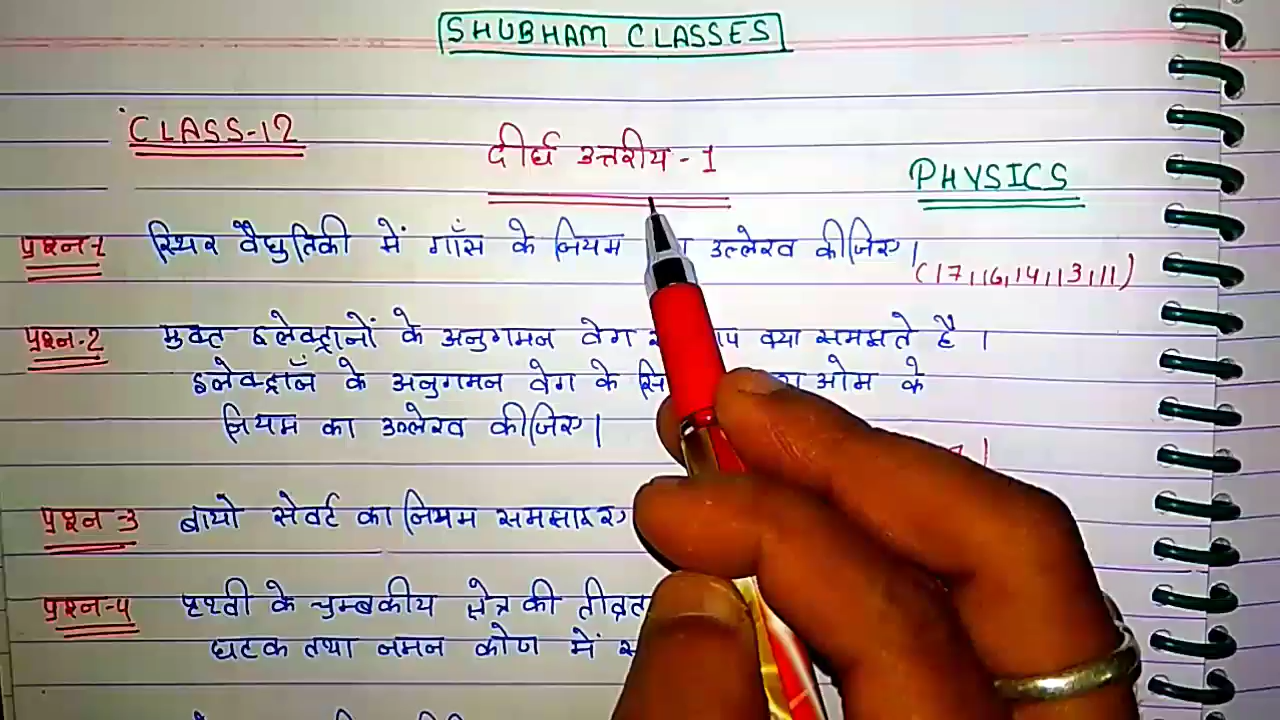 SHUBHAM CLASSES
CLASS-12
दीर्घ उत्तरीय-1
PHYSICS
प्रश्न-1 स्थिर वैधुतिकी में गाँस के नियम उल्लेख कीजिए।
(17,16,14,13,11)
प्रश्न-2 मुक्त इलेक्ट्रानों के अनुगमन वेग क्या समझते है।
इलेक्ट्रॉन के अनुगमन वेग के ओम के
नियम का उल्लेख कीजिए।
प्रश्न-3 बायो सेवर्ट का नियम समझाइए
प्रश्न-4 पृथ्वी के चुम्बकीय क्षेत्र की
घटक तथा नमन कोण में